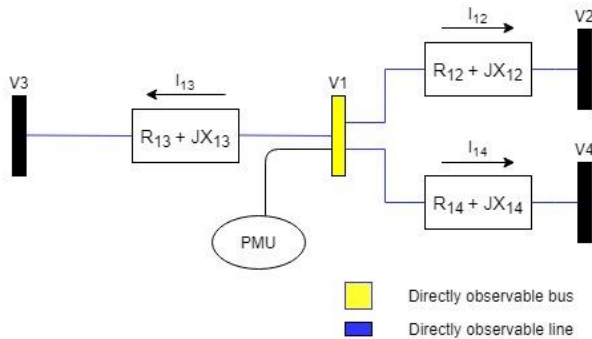 I12
V2
R12 + JX12
V3
I13
V1
R13 + JX13
I14
V4
R14 + JX14
PMU
Directly observable bus
Directly observable line